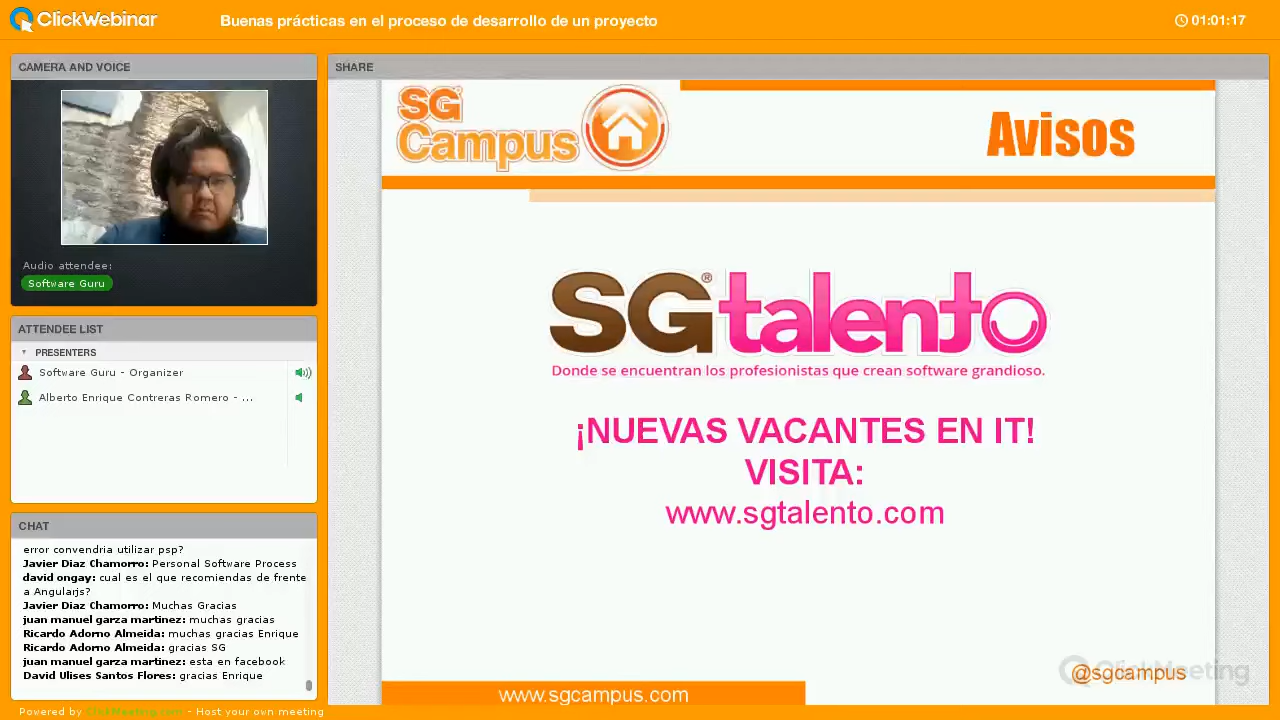 ClickWebinar
Buenas prácticas en el proceso de desarrollo de un proyecto
01:01:17
CAMERA AND VOICE
Audio attendee:
Software Guru
ATTENDEE LIST
PRESENTERS
Software Guru - Organizer
Alberto Enrique Contreras Romero - ...
CHAT
error convendria utilizar psp?
Javier Diaz Chamorro: Personal Software Process
david ongay: cual es el que recomiendas de frente
a Angularjs?
Javier Diaz Chamorro: Muchas Gracias
juan manuel garza martinez: muchas gracias
Ricardo Adorno Almeida: muchas gracias Enrique
Ricardo Adorno Almeida: gracias SG
juan manuel garza martinez: esta en facebook
David Ulises Santos Flores: gracias Enrique
Powered by ClickMeeting.com - Host your own meeting
SHARE
SG
Campus
Avisos
SG® talento
Donde se encuentran los profesionistas que crean software grandioso.
¡NUEVAS VACANTES EN IT!
VISITA:
www.sgtalento.com
ClickMeeting
@sgcampus
www.sgcampus.com